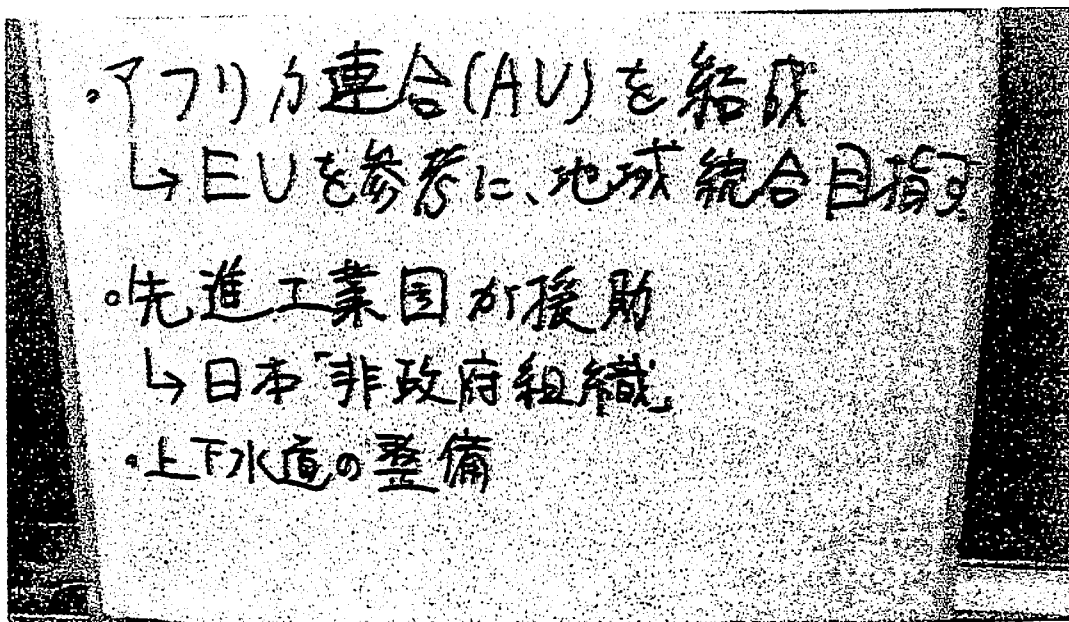 ・アフリカ連合(AU)を結成
↳EUを参考に、地域統合目指す
・先進工業国が援助
↳日本「非政府組織」
・上下水道の整備